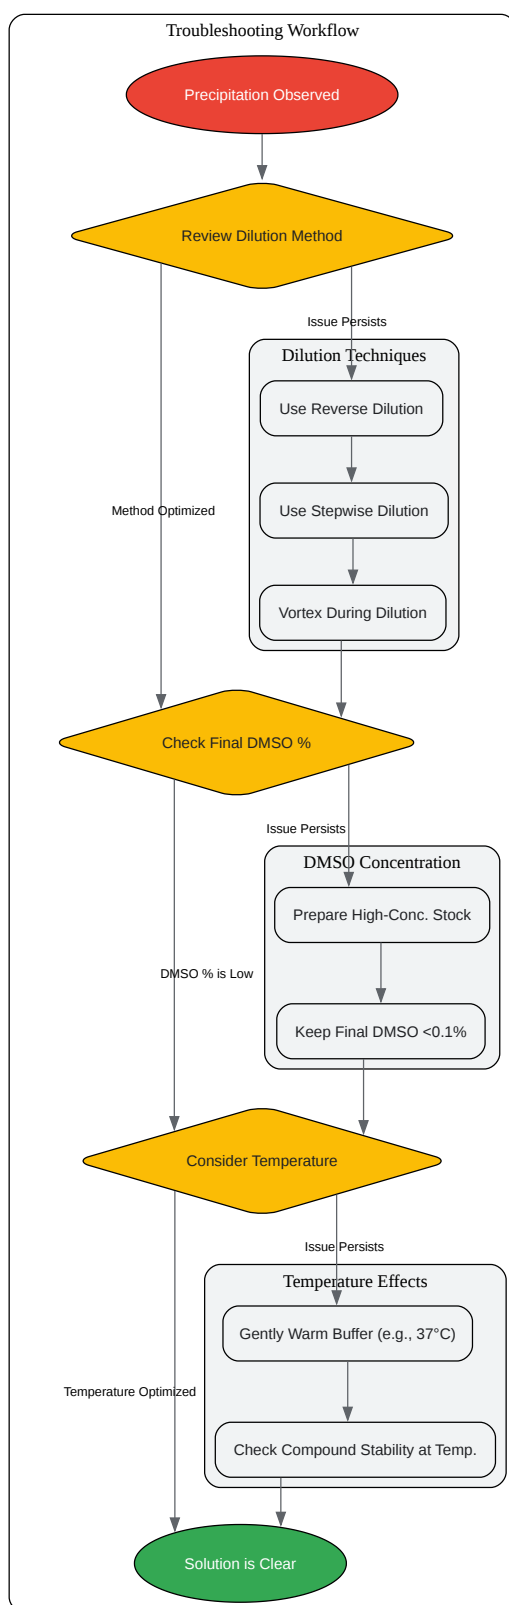 Troubleshooting Workflow
Precipitation Observed
Review Dilution Method
Issue Persists
Dilution Techniques
Use Reverse Dilution
Use Stepwise Dilution
Method Optimized
Vortex During Dilution
Check Final DMSO %
Issue Persists
DMSO Concentration
Prepare High-Conc. Stock
DMSO % is Low
Keep Final DMSO <0.1%
Consider Temperature
Issue Persists
Temperature Effects
Gently Warm Buffer (e.g., 37°C)
Temperature Optimized
Check Compound Stability at Temp.
Solution is Clear